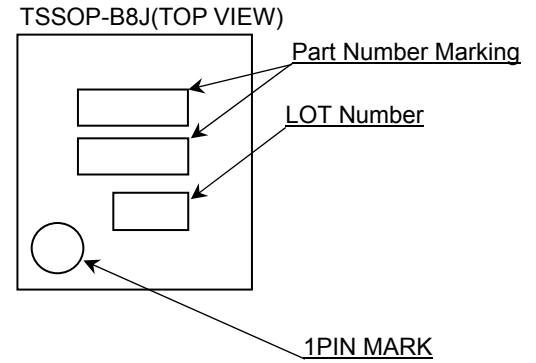 TSSOP-B8J(TOP VIEW)
Part Number Marking
LOT Number
1PIN MARK